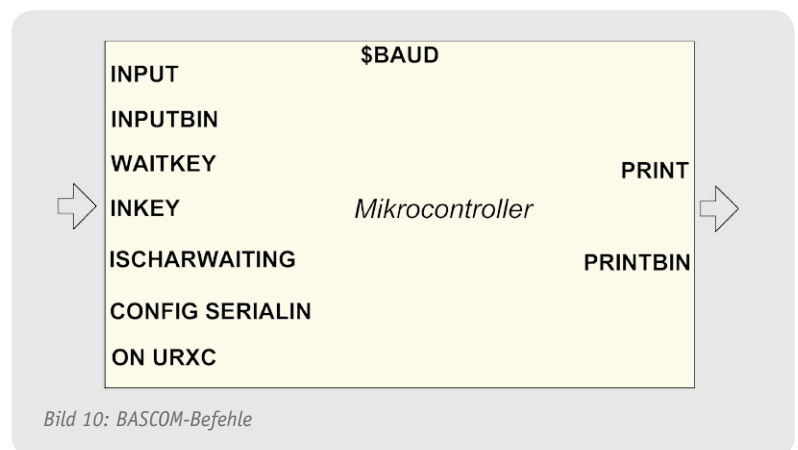 $BAUD
INPUT
INPUTBIN
WAITKEY
PRINT
INKEY
Mikrocontroller
ISCHARWAITING
PRINTBIN
CONFIG SERIALIN
ON URXC
Bild 10: BASCOM-Befehle